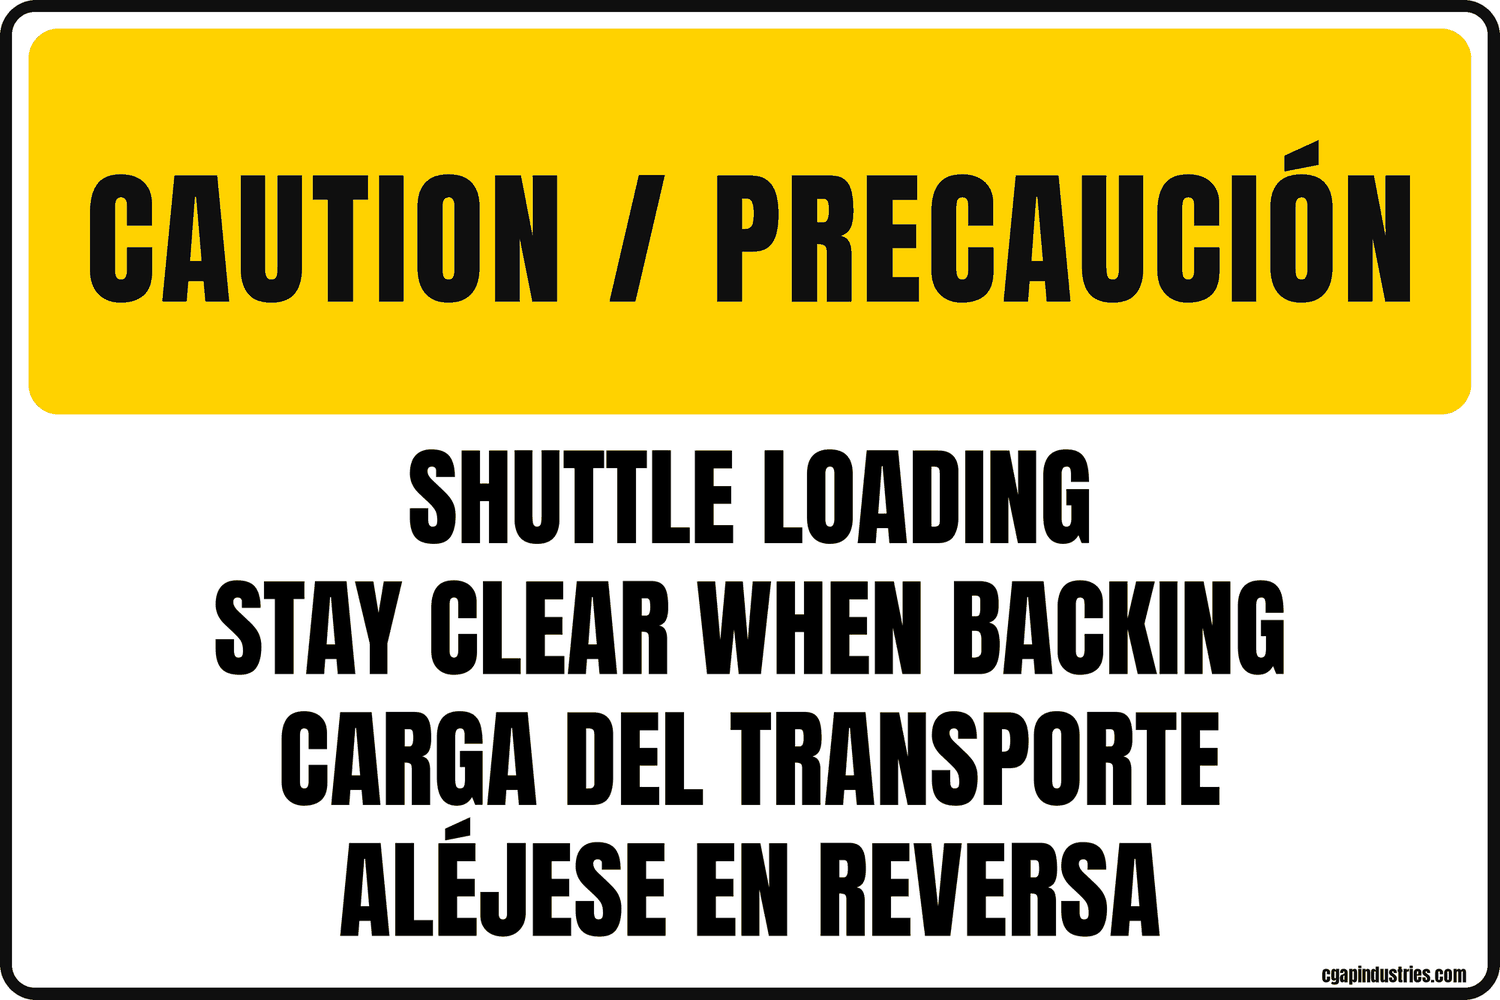 CAUTION / PRECAUCIÓN
SHUTTLE LOADING
STAY CLEAR WHEN BACKING
CARGA DEL TRANSPORTE
ALÉJESE EN REVERSA
cgapindustries.com